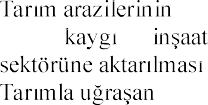 Tarım arazilerinin
kaygı inşaat
sektörüne aktarılması
Tarımla uğraşan